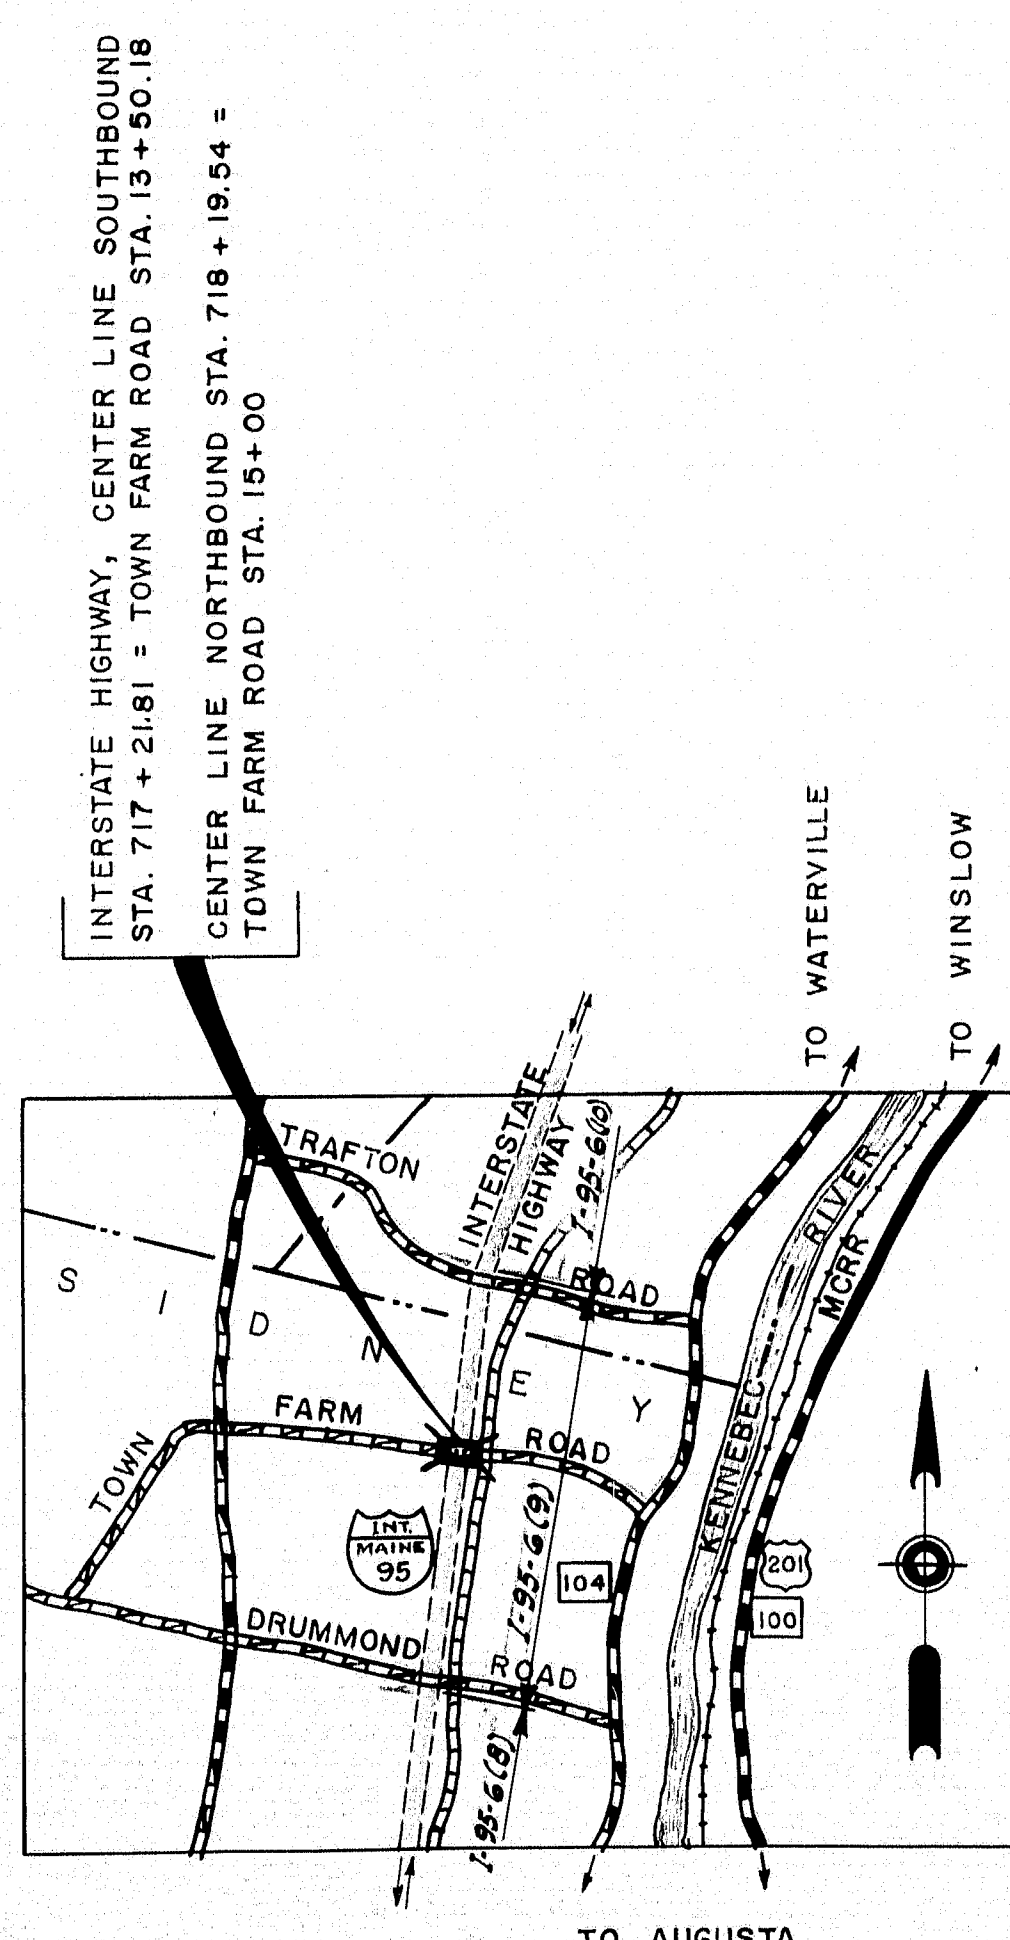 INTERSTATE HIGHWAY, CENTER LINE SOUTHBOUND
STA. 717 + 21.81 = TOWN FARM ROAD STA. 13 + 50.18
CENTER LINE NORTHBOUND STA. 718 + 19.54 =
TOWN FARM ROAD STA. 15 + 00
TO WATERVILLE
TO WINSLOW
TRAFTON
ROAD
INTERSTATE
HIGHWAY
I-95-6(10)
RIVER
MCRR
S I D N E Y
TOWN
FARM
ROAD
KENNEBEC
INT.
MAINE
95
I-95-6(9)
104
201
100
DRUMMOND
ROAD
I-95-6(8)
TO AUGUSTA